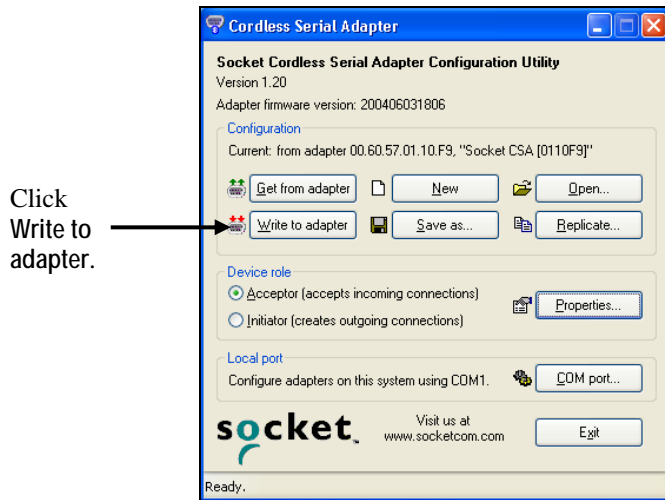 Cordless Serial Adapter
Socket Cordless Serial Adapter Configuration Utility
Version 1.20
Adapter firmware version: 200406031806
Configuration
Current: from adapter 00.60.57.01.10.F9, "Socket CSA [0110F9]"
Get from adapter
New
Open...
Click
Write to
adapter.
Write to adapter
Save as...
Replicate...
Device role
Acceptor (accepts incoming connections)
Initiator (creates outgoing connections)
Properties...
Local port
Configure adapters on this system using COM1.
COM port...
socket™
Visit us at
www.socketcom.com
Exit
Ready.